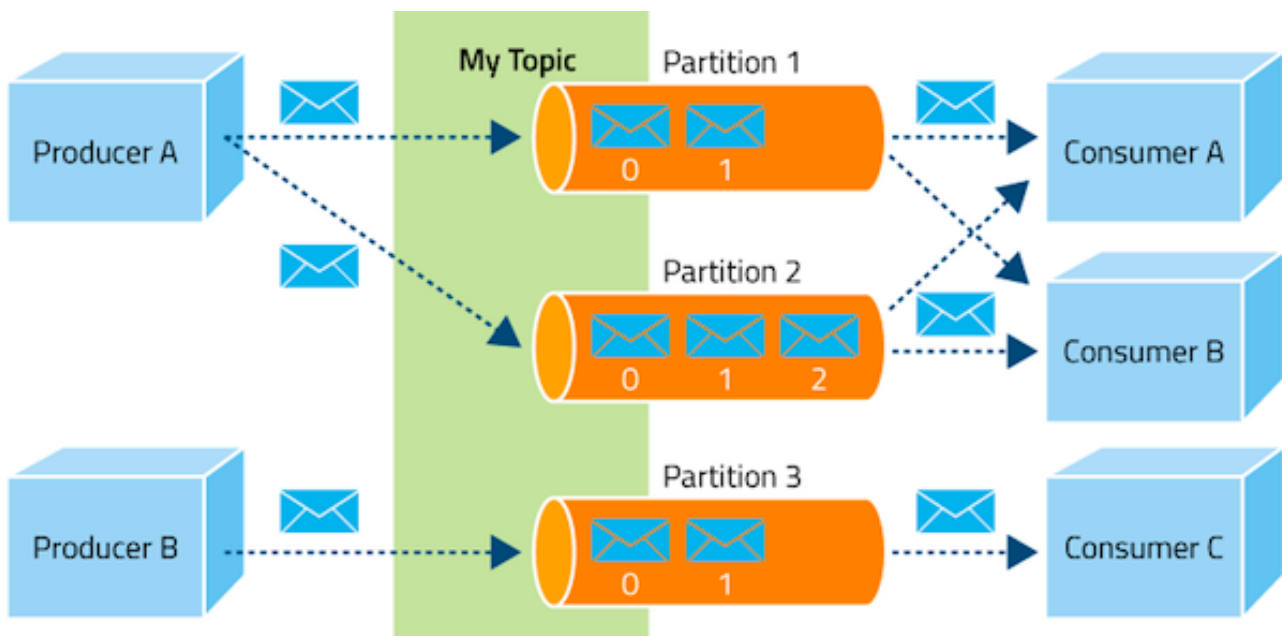 My Topic
Partition 1
Producer A
0 1
Consumer A
Partition 2
0 1 2
Consumer B
Partition 3
Producer B
0 1
Consumer C